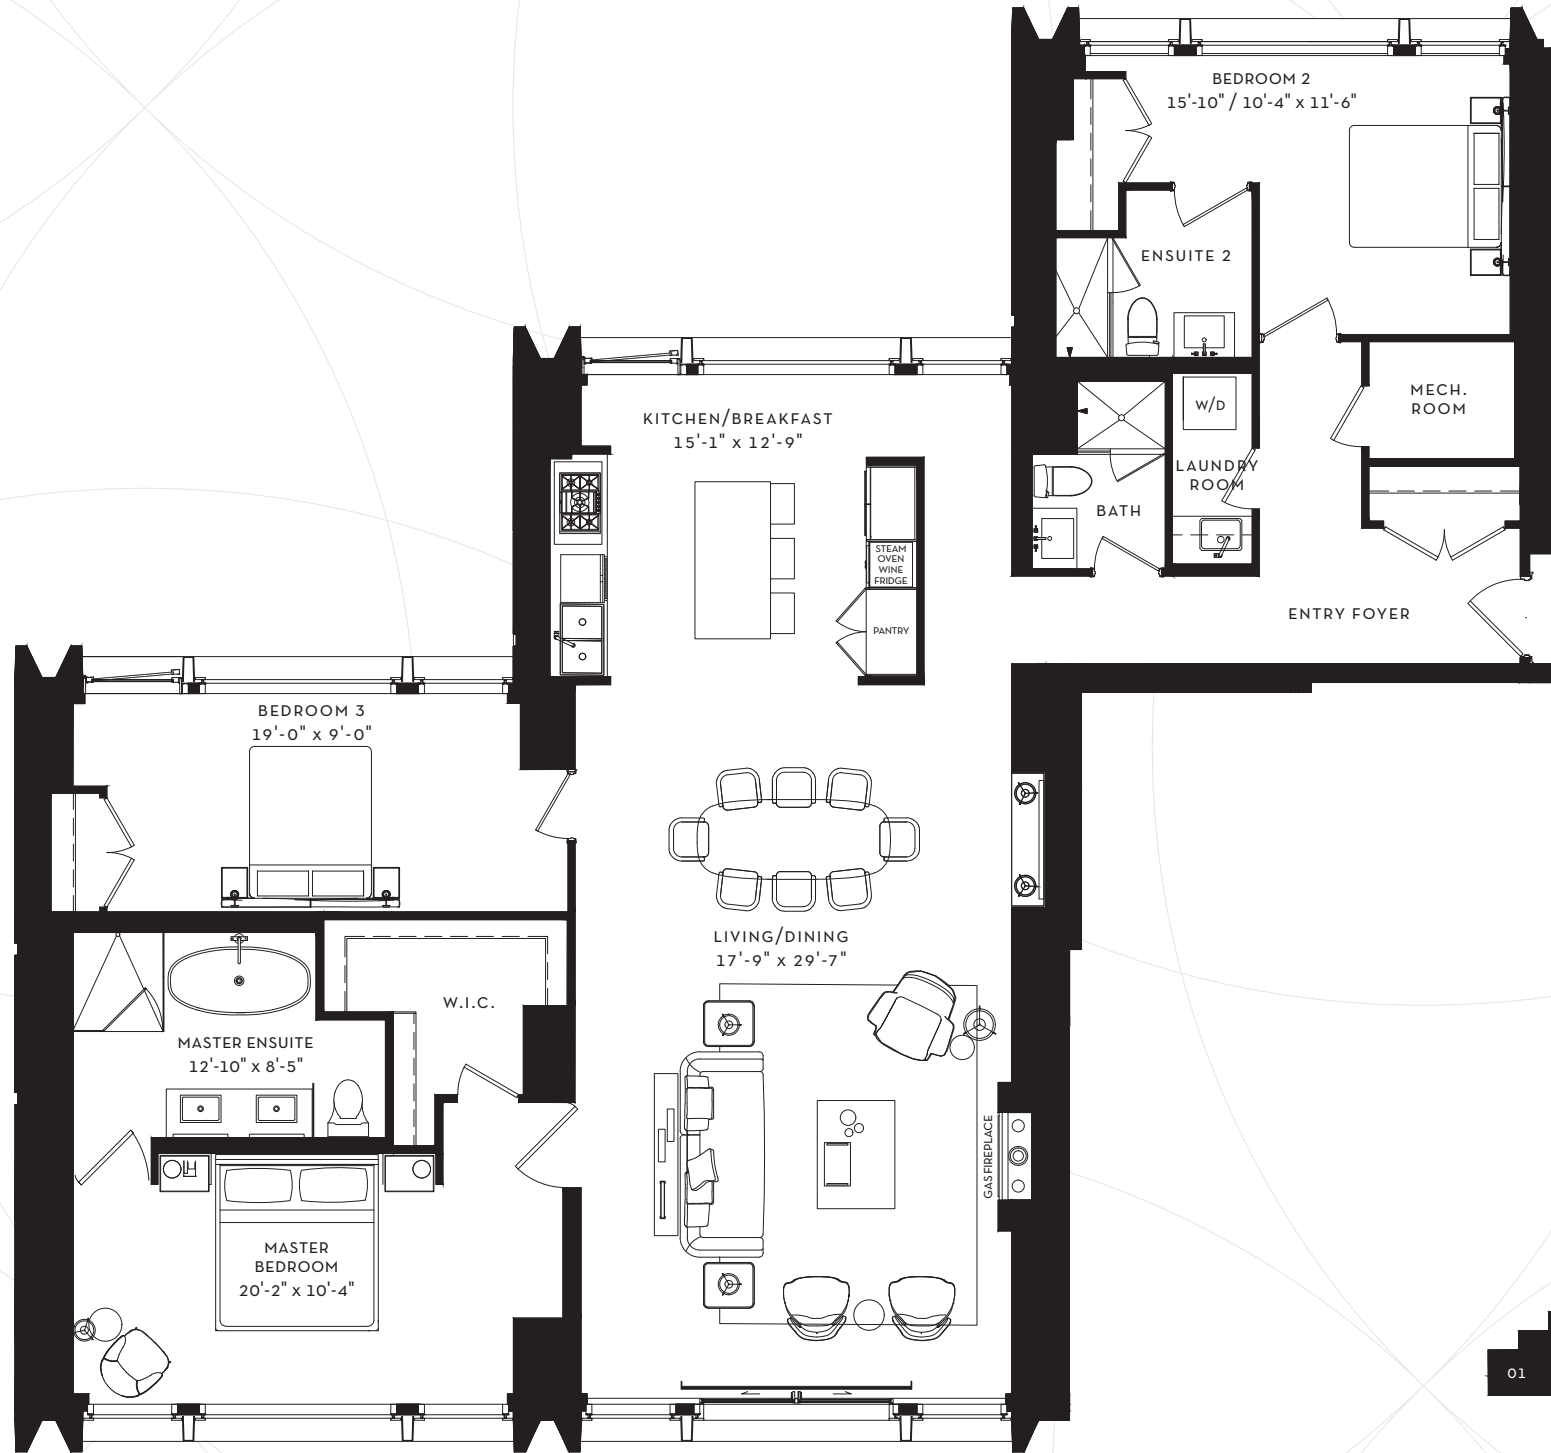 BEDROOM 2
15'-10" / 10'-4" x 11'-6"
ENSUITE 2
MECH.
ROOM
W/D
LAUNDRY
ROOM
BATH
KITCHEN/BREAKFAST
15'-1" x 12'-9"
STEAM
OVEN
WINE
FRIDGE
PANTRY
ENTRY FOYER
BEDROOM 3
19'-0" x 9'-0"
LIVING/DINING
17'-9" x 29'-7"
W.I.C.
MASTER ENSUITE
12'-10" x 8'-5"
GAS FIREPLACE
MASTER
BEDROOM
20'-2" x 10'-4"
01